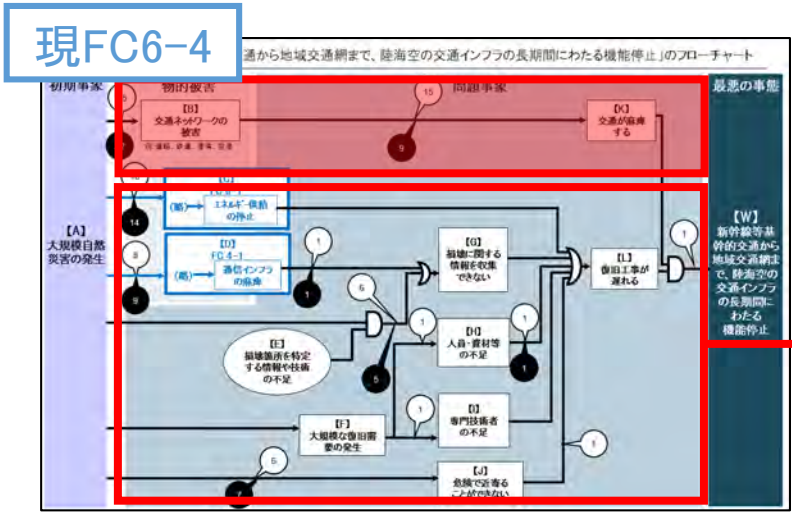 現FC6-4
通から地域交通網まで、陸海空の交通インフラの長期間にわたる機能停止」のフローチャート
初期事象
物的被害
問題事象
最悪の事態
15
【B】
交通ネットワークの
被害
9
【K】
交通が麻痺
する
【C】
(略)
エネルギー供給
の停止
14
【A】
大規模自然
災害の発生
8
9
【D】
FC 4-1
(略)
通信インフラ
の麻痺
1
1
【G】
損壊に関する
情報を収集
できない
【L】
復旧工事が
遅れる
1
【W】
新幹線等基
幹的交通から
地域交通網ま
で、陸海空の
交通インフラ
の長期間に
わたる
機能停止
6
5
【E】
損壊箇所を特定
する情報や技術
の不足
1
【H】
人員・資材等
の不足
1
1
【F】
大規模な復旧需
要の発生
1
【I】
専門技術者
の不足
1
5
【J】
危険で近寄る
ことができない